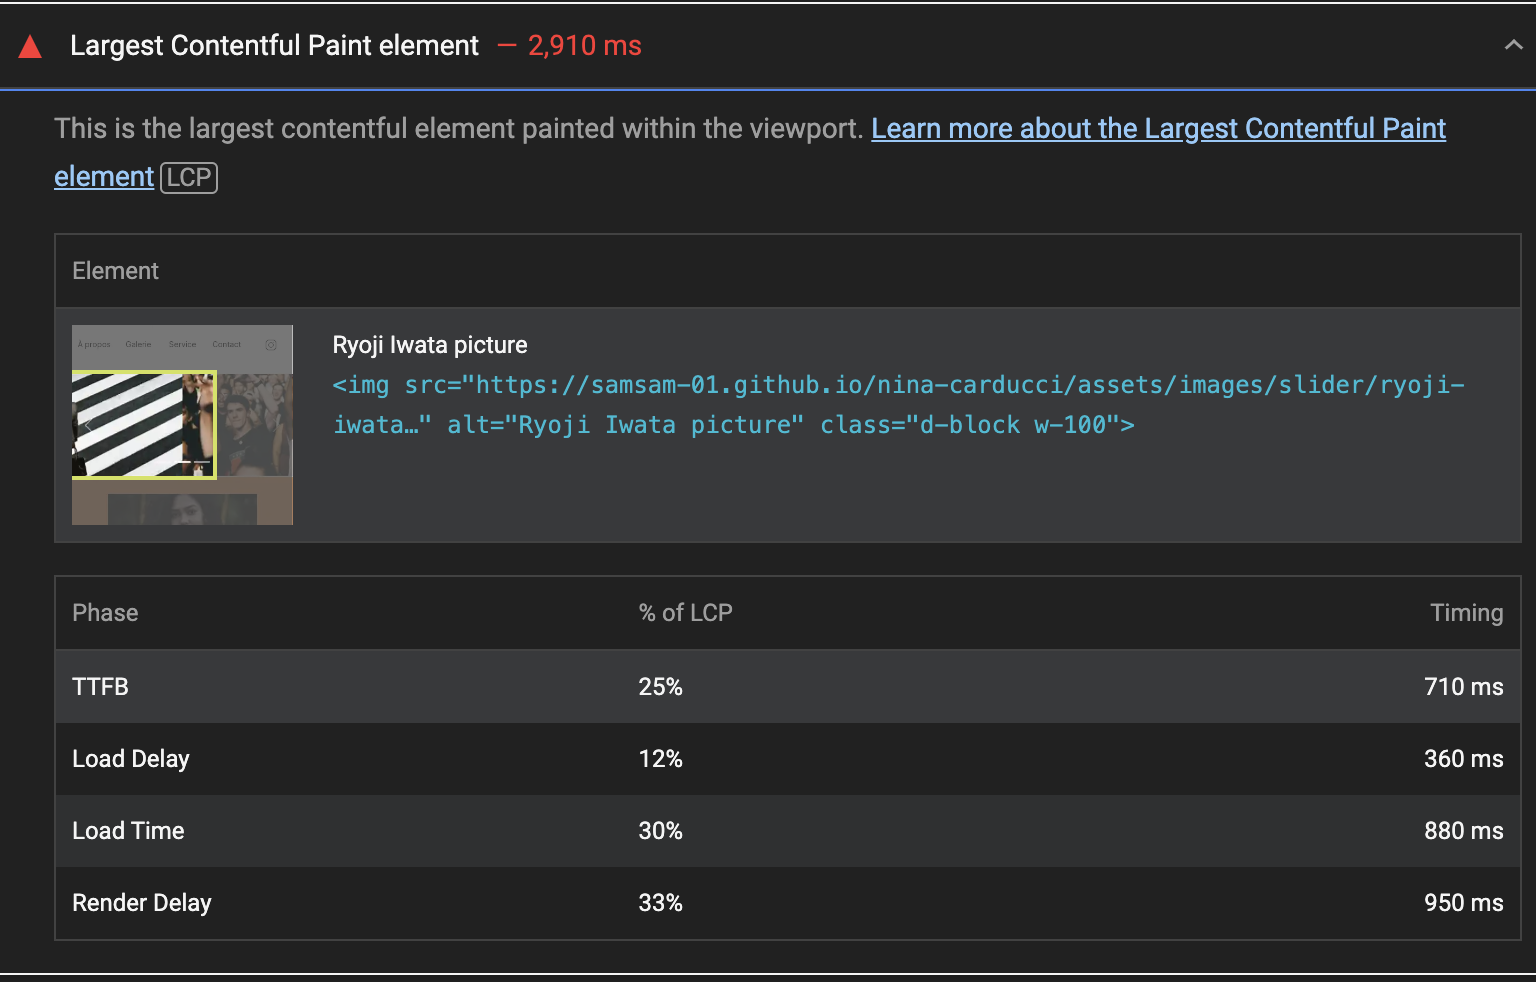 Largest Contentful Paint element — 2,910 ms
This is the largest contentful element painted within the viewport. Learn more about the Largest Contentful Paint
element LCP
Element
À propos Galerie Service Contact
Ryoji Iwata picture
<img src="https://samsam-01.github.io/nina-carducci/assets/images/slider/ryoji-
iwata…" alt="Ryoji Iwata picture" class="d-block w-100">
Phase % of LCP Timing
TTFB 25% 710 ms
Load Delay 12% 360 ms
Load Time 30% 880 ms
Render Delay 33% 950 ms